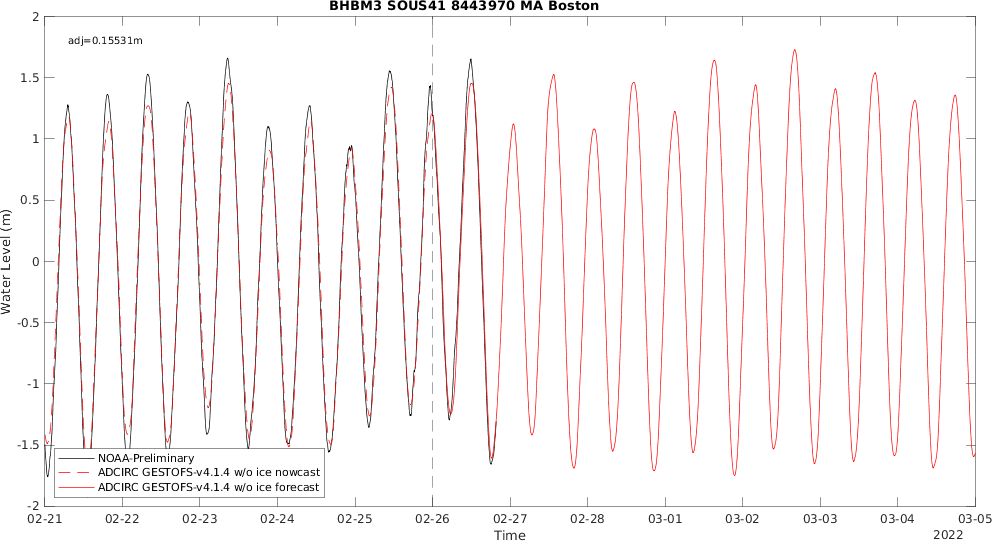 BHBM3 SOUS41 8443970 MA Boston
adj=0.15531m
Water Level (m)
2
1.5
1
0.5
0
-0.5
-1
-1.5
-2
NOAA-Preliminary
ADCIRC GESTOFS-v4.1.4 w/o ice nowcast
ADCIRC GESTOFS-v4.1.4 w/o ice forecast
02-21 02-22 02-23 02-24 02-25 02-26 02-27 02-28 03-01 03-02 03-03 03-04 03-05
Time
2022